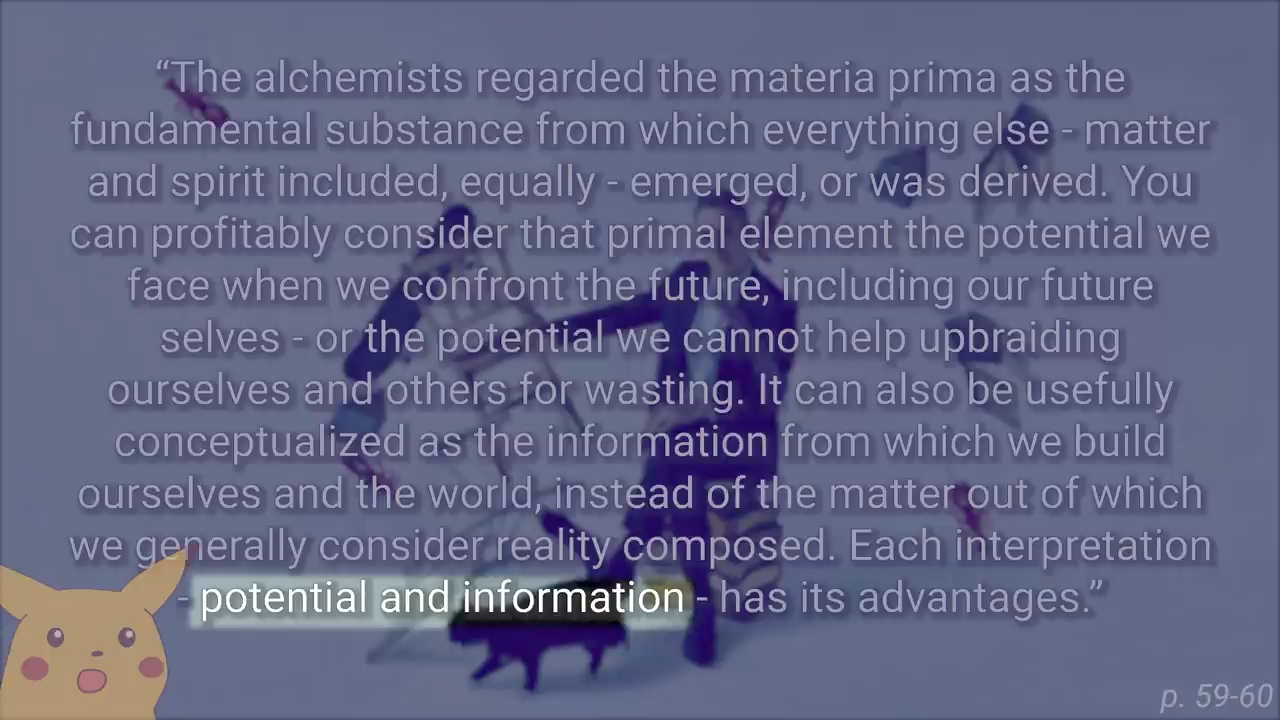 “The alchemists regarded the materia prima as the
fundamental substance from which everything else - matter
and spirit included, equally - emerged, or was derived. You
can profitably consider that primal element the potential we
face when we confront the future, including our future
selves - or the potential we cannot help upbraiding
ourselves and others for wasting. It can also be usefully
conceptualized as the information from which we build
ourselves and the world, instead of the matter out of which
we generally consider reality composed. Each interpretation
- potential and information - has its advantages.”
p. 59-60